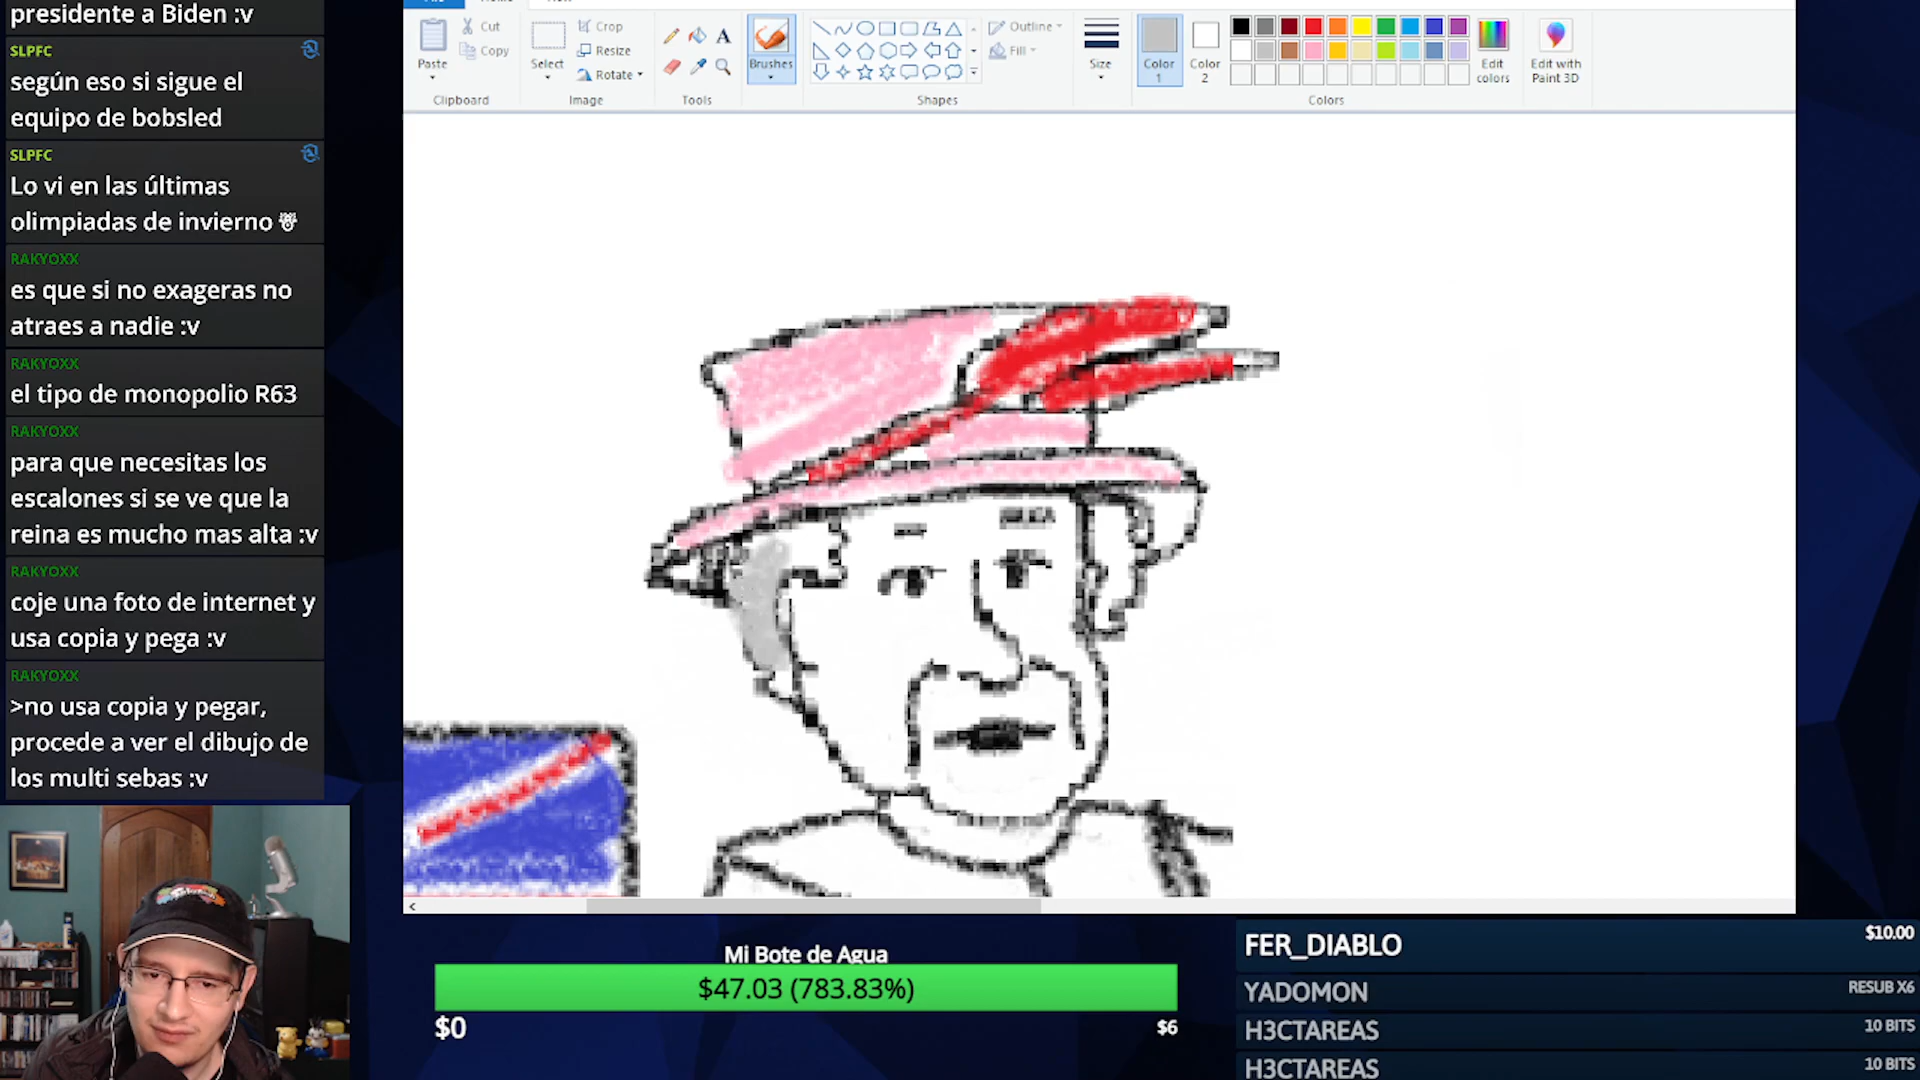 presidente a Biden :v
SLPFC
según eso si sigue el
equipo de bobsled
SLPFC
Lo vi en las últimas
olimpiadas de invierno
RAKYOXX
es que si no exageras no
atraes a nadie :v
RAKYOXX
el tipo de monopolio R63
RAKYOXX
para que necesitas los
escalones si se ve que la
reina es mucho mas alta :v
RAKYOXX
coje una foto de internet y
usa copia y pega :v
RAKYOXX
>no usa copia y pegar,
procede a ver el dibujo de
los multi sebas :v
Paste
Cut
Copy
Clipboard
Select
Crop
Resize
Rotate
Image
A
Tools
Brushes
Shapes
Outline
Fill
Size
Color
1
Color
2
Colors
Edit
colors
Edit with
Paint 3D
Mi Bote de Agua
$47.03 (783.83%)
$0
$6
FER_DIABLO
$10.00
YADOMON
RESUB X6
H3CTAREAS
10 BITS
H3CTAREAS
10 BITS